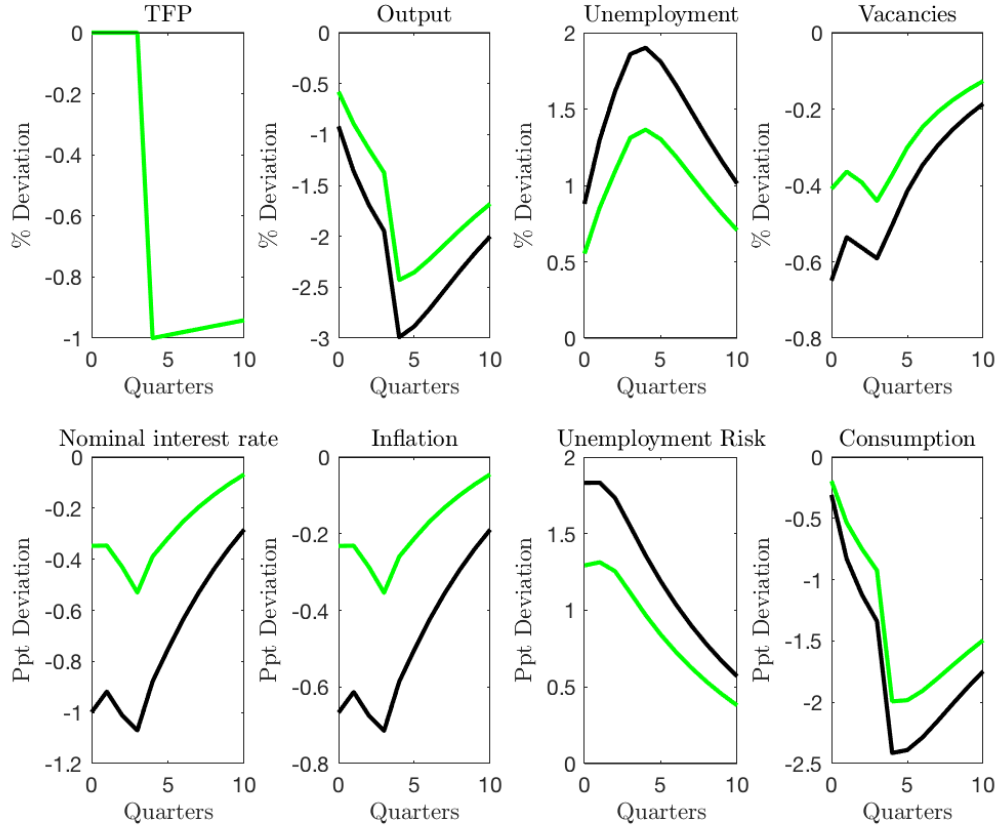 TFP
0
-0.2
-0.4
-0.6
-0.8
-1
% Deviation
0 5 10
Quarters
Output
0
-0.5
-1
-1.5
-2
-2.5
-3
% Deviation
0 5 10
Quarters
Unemployment
2
1.5
1
0.5
0
% Deviation
0 5 10
Quarters
Vacancies
0
-0.2
-0.4
-0.6
-0.8
% Deviation
0 5 10
Quarters
Nominal interest rate
0
-0.2
-0.4
-0.6
-0.8
-1
-1.2
Ppt Deviation
0 5 10
Quarters
Inflation
0
-0.2
-0.4
-0.6
-0.8
Ppt Deviation
0 5 10
Quarters
Unemployment Risk
2
1.5
1
0.5
0
Ppt Deviation
0 5 10
Quarters
Consumption
0
-0.5
-1
-1.5
-2
-2.5
Ppt Deviation
0 5 10
Quarters